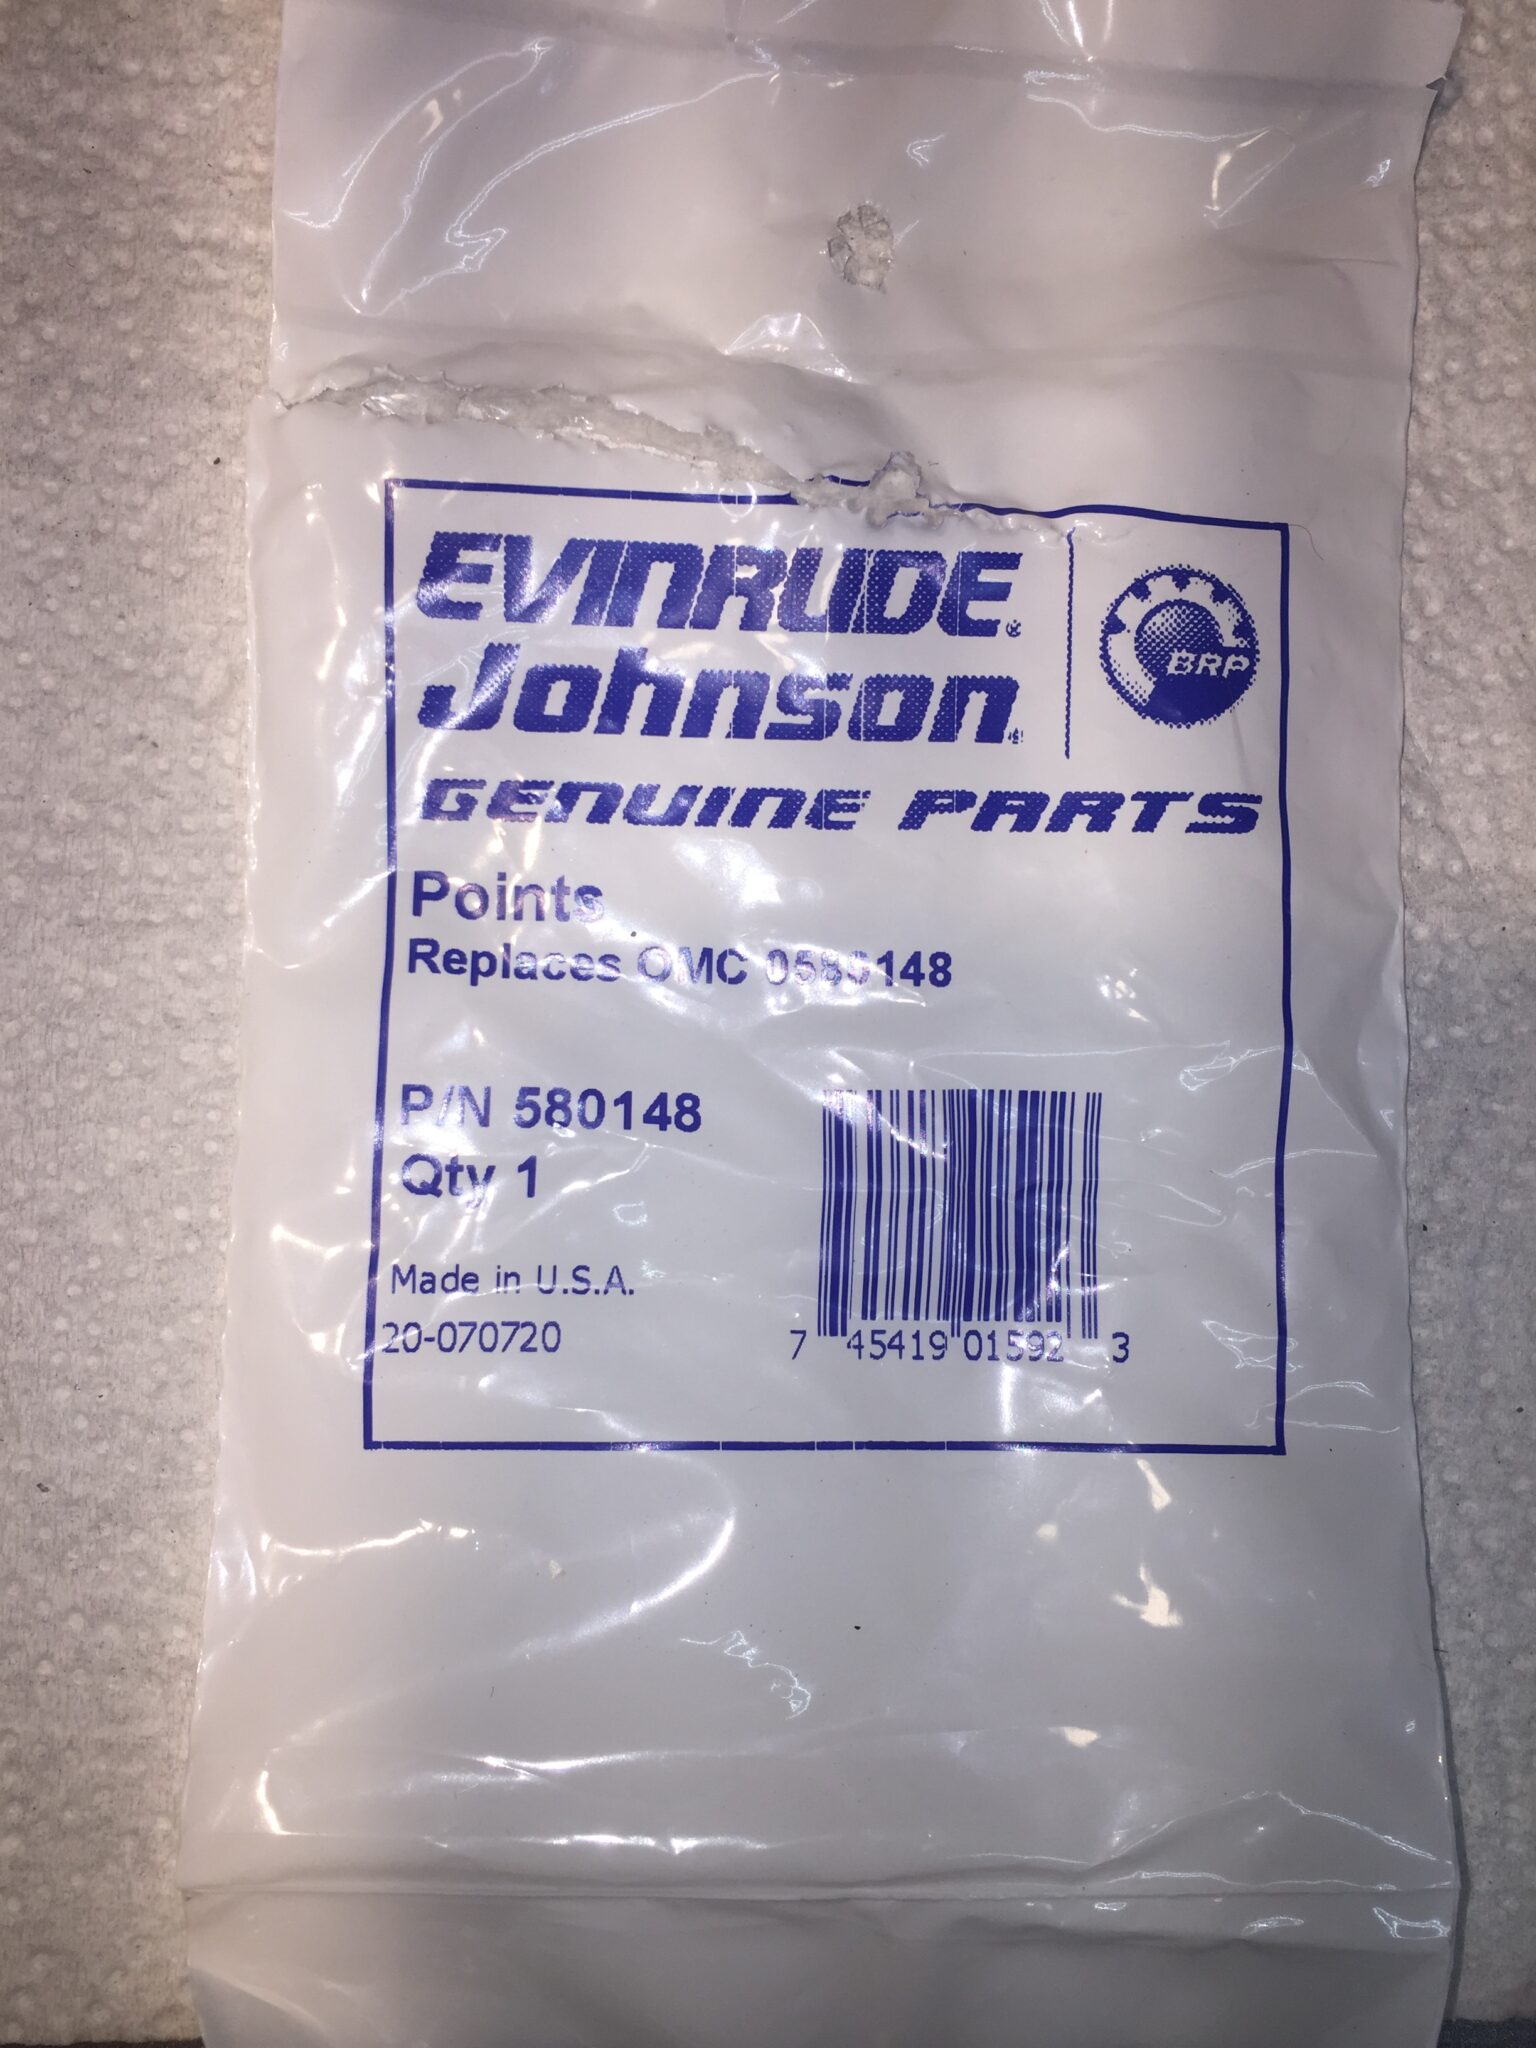 EVINRUDE®
Johnson®
BRP
GENUINE PARTS
Points
Replaces OMC 0580148
P/N 580148
Qty 1
Made in U.S.A.
20-070720
7 45419 01592 3